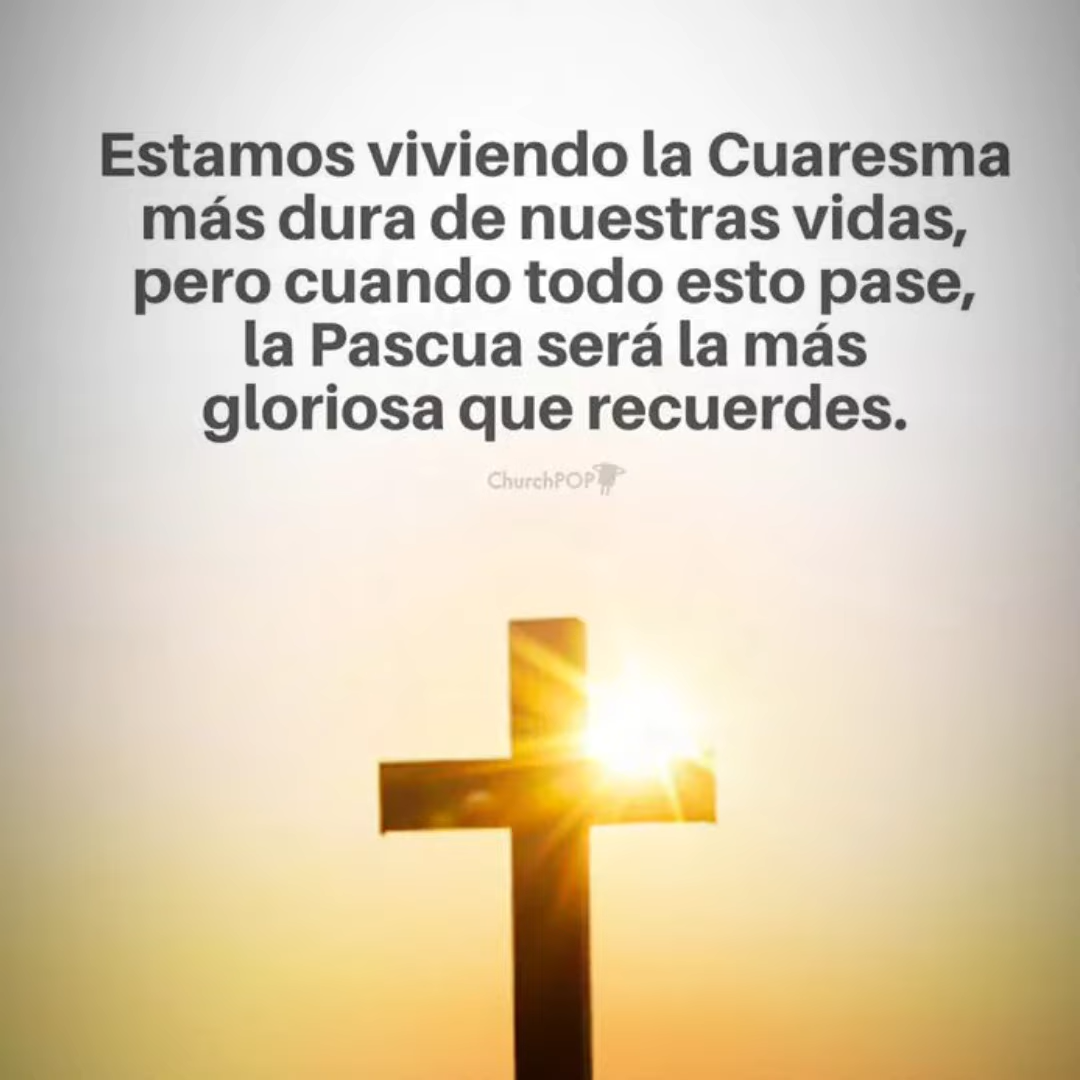 Estamos viviendo la Cuaresma
más dura de nuestras vidas,
pero cuando todo esto pase,
la Pascua será la más
gloriosa que recuerdes.
ChurchPOP